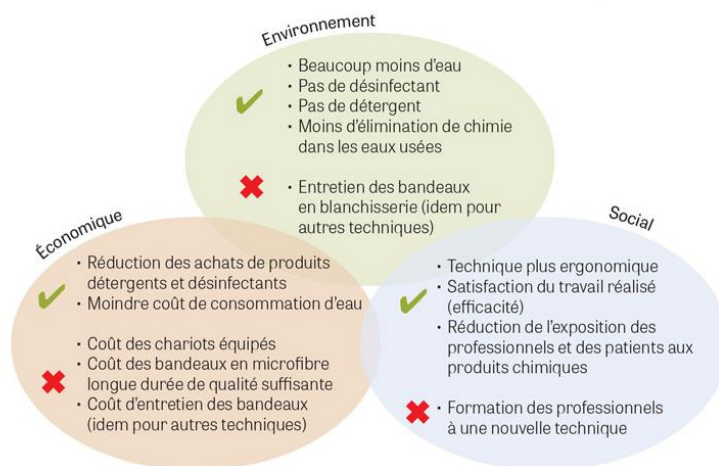 Environnement
• Beaucoup moins d'eau
• Pas de désinfectant
• Pas de détergent
• Moins d'élimination de chimie
dans les eaux usées
• Entretien des bandeaux
en blanchisserie (idem pour
autres techniques)
Économique
• Réduction des achats de produits
détergents et désinfectants
• Moindre coût de consommation d'eau
• Coût des chariots équipés
• Coût des bandeaux en microfibre
longue durée de qualité suffisante
• Coût d'entretien des bandeaux
(idem pour autres techniques)
Social
• Technique plus ergonomique
• Satisfaction du travail réalisé
(efficacité)
• Réduction de l'exposition des
professionnels et des patients aux
produits chimiques
• Formation des professionnels
à une nouvelle technique